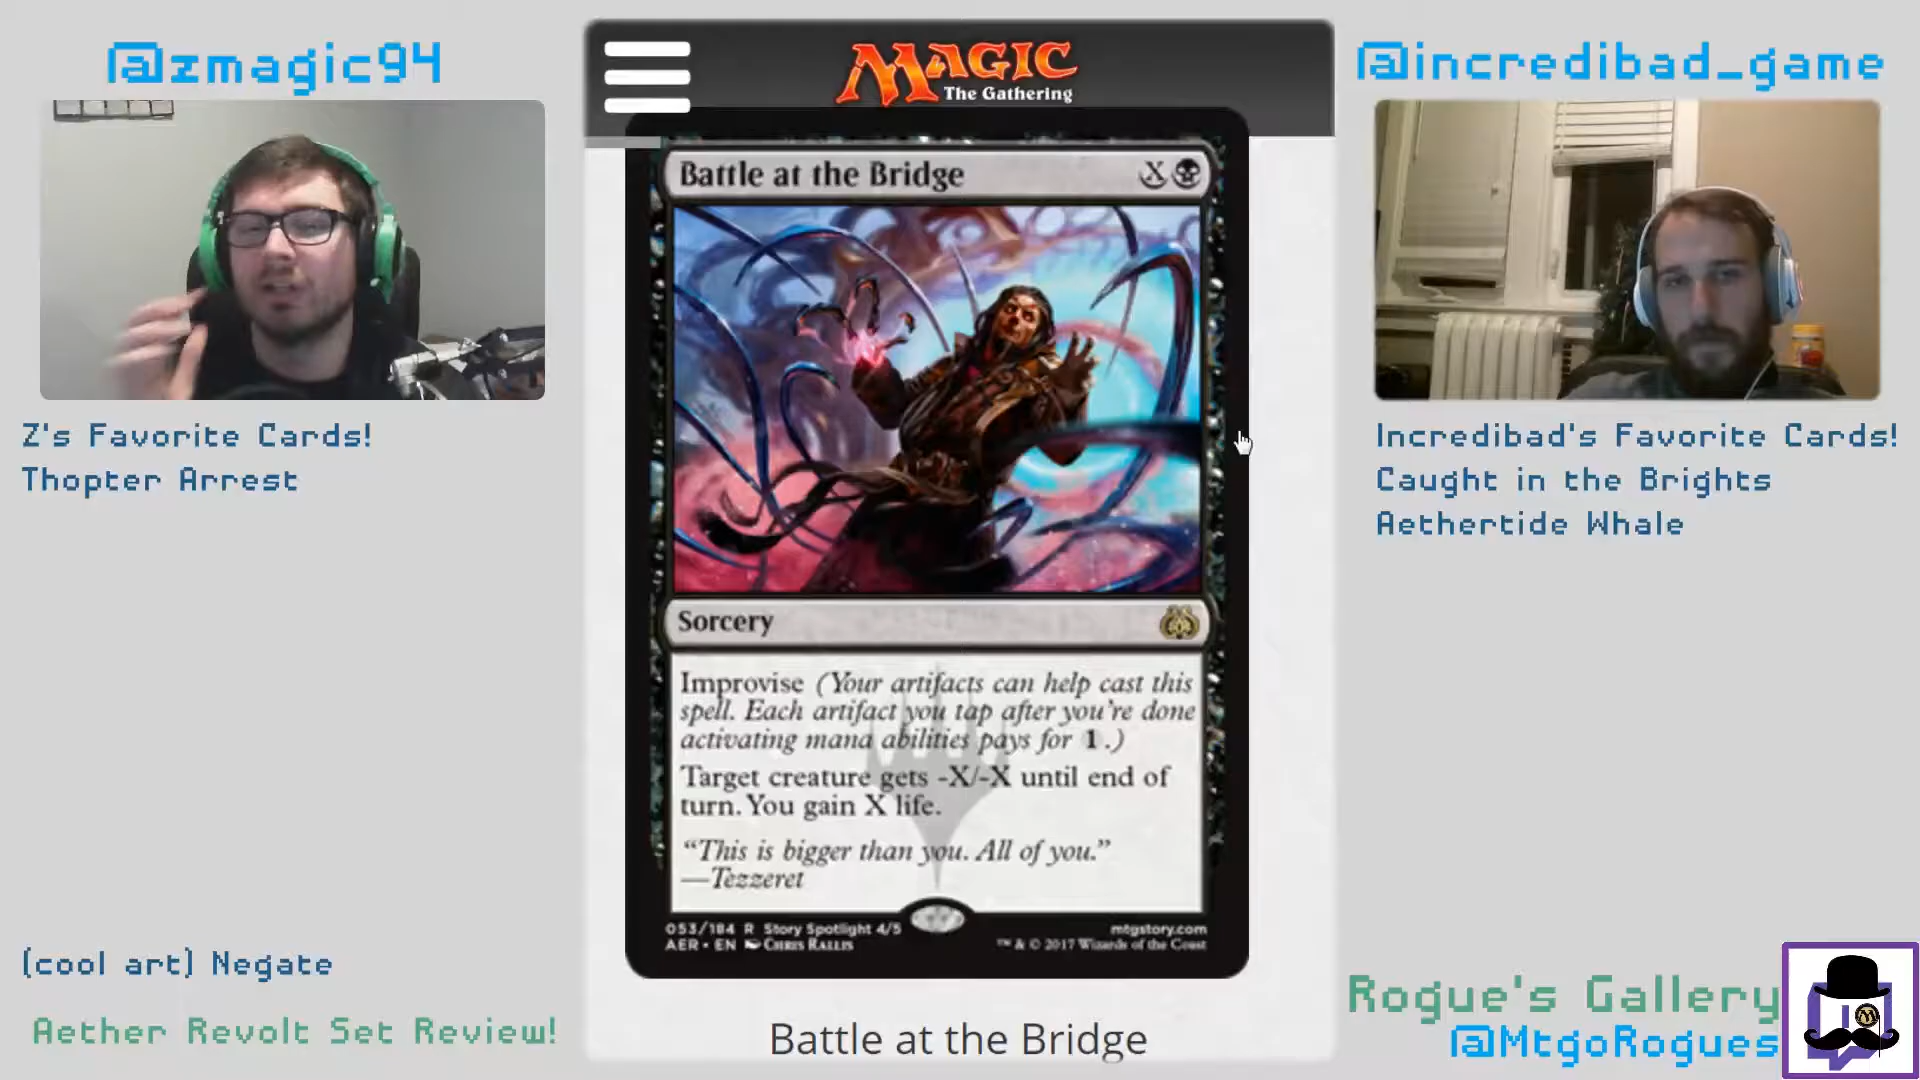 @zmagic94
Z's Favorite Cards!
Thopter Arrest
(cool art) Negate
Aether Revolt Set Review!
MAGIC
The Gathering
Battle at the Bridge
X
Sorcery
Improvise (Your artifacts can help cast this
spell. Each artifact you tap after you're done
activating mana abilities pays for 1.)
Target creature gets -X/-X until end of
turn. You gain X life.
“This is bigger than you. All of you.”
—Tezzeret
053/184 R Story Spotlight 4/5
AER • EN CHRIS RALLIS
mtgstory.com
™ & © 2017 Wizards of the Coast
Battle at the Bridge
@incredibad_game
Incredibad's Favorite Cards!
Caught in the Brights
Aethertide Whale
Rogue's Gallery
@MtgoRogues